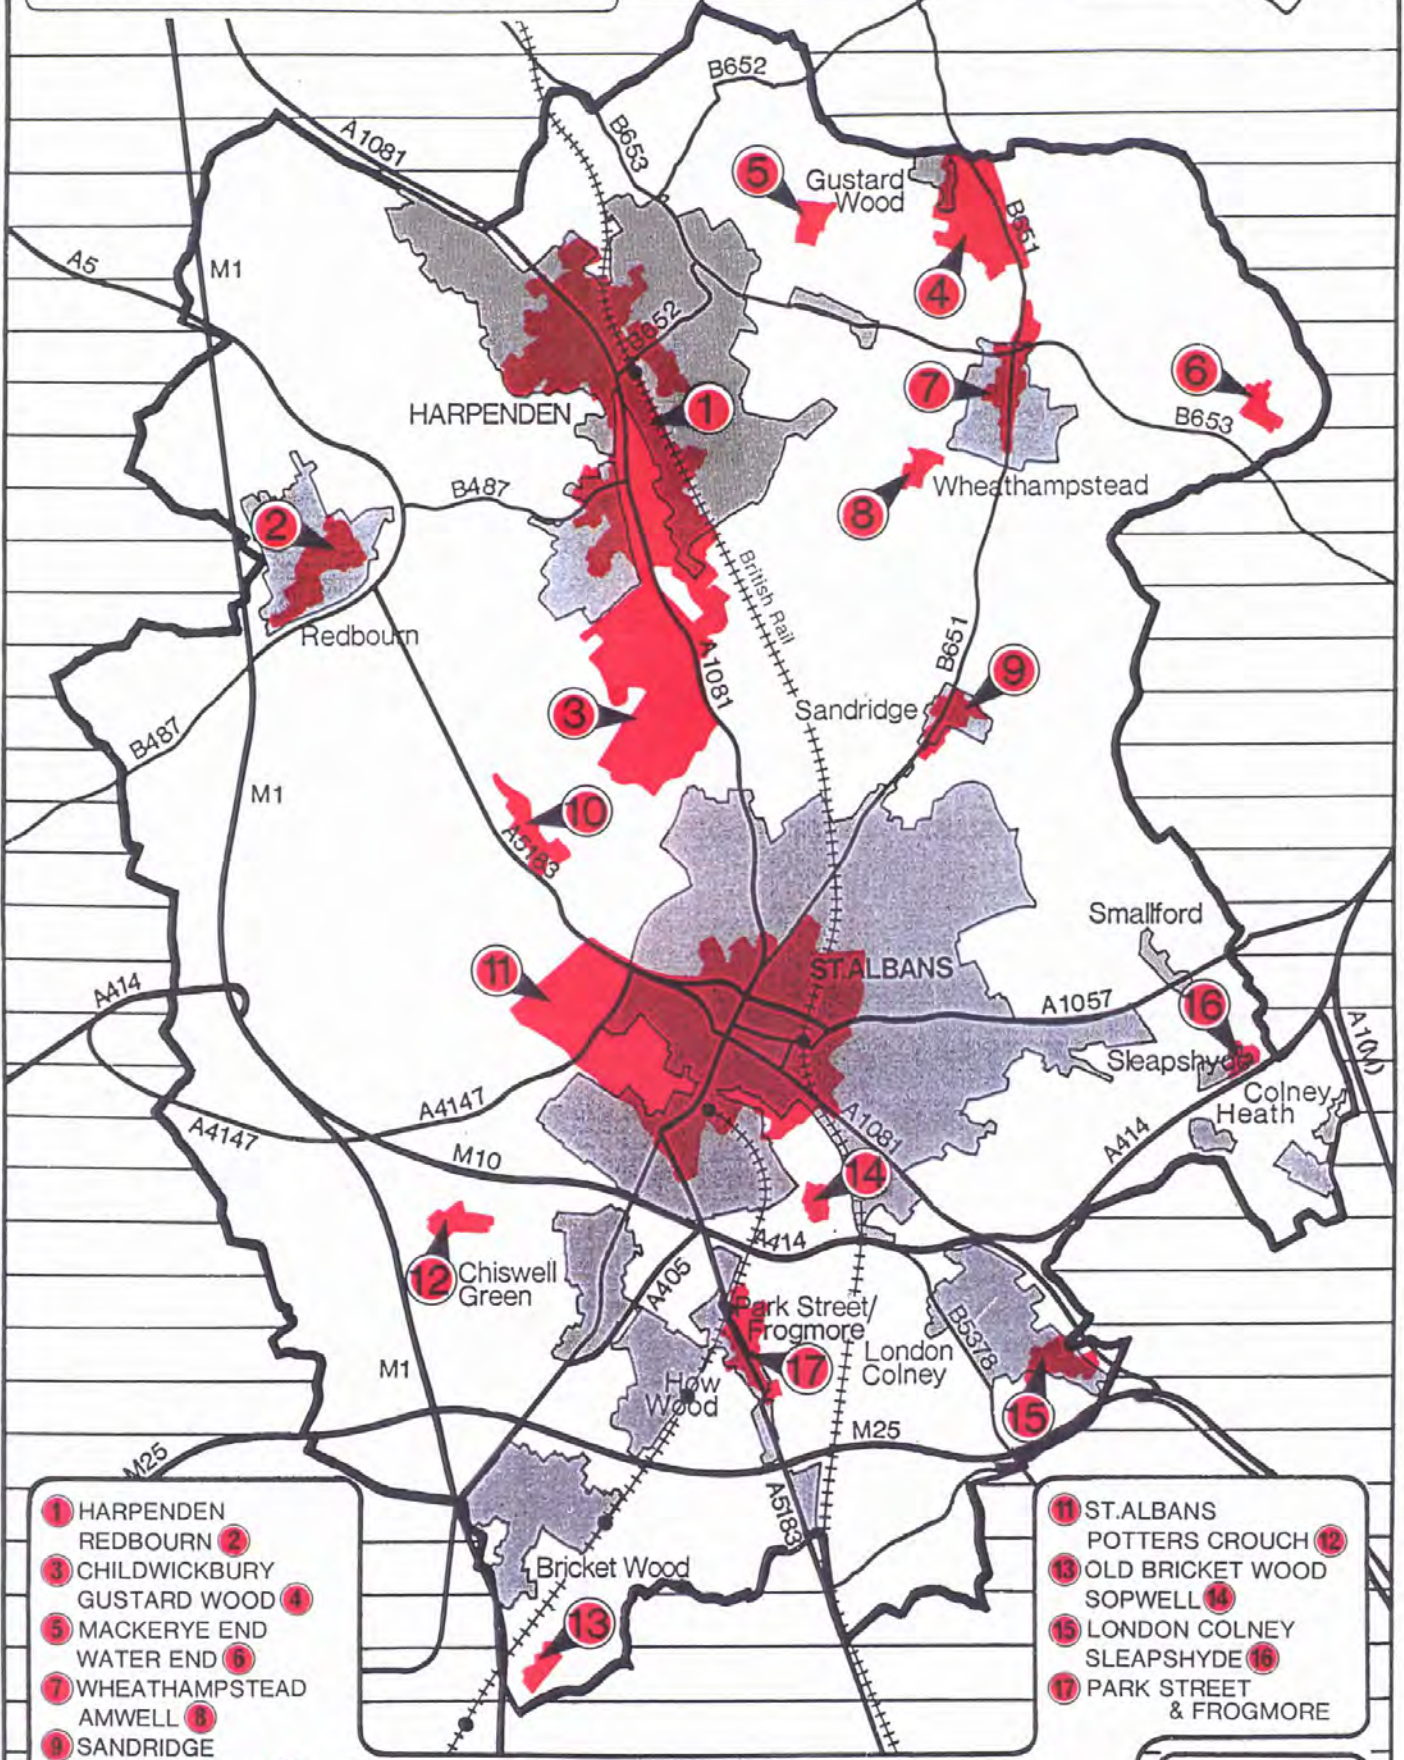 B652
A1081
B653
5
Gustard
Wood
B651
A5
M1
4
B652
6
7
HARPENDEN
1
B653
B487
Wheathampstead
8
2
British Rail
Redbourn
B651
9
A1081
3
Sandridge
B487
M1
10
A5183
Smallford
11
ST.ALBANS
A414
A1057
16
A1(M)
Sleapshyde
Colney
Heath
A4147
A4147
A1081
A414
M10
14
A414
12
Chiswell
Green
A405
Park Street/
Frogmore
B5378
London
Colney
17
M1
How
Wood
15
M25
M25
A5183
Bricket Wood
13
1 HARPENDEN
REDBOURN 2
3 CHILDWICKBURY
GUSTARD WOOD 4
5 MACKERYE END
WATER END 6
7 WHEATHAMPSTEAD
AMWELL 8
9 SANDRIDGE
11 ST.ALBANS
POTTERS CROUCH 12
13 OLD BRICKET WOOD
SOPWELL 14
15 LONDON COLNEY
SLEAPSHYDE 16
17 PARK STREET
& FROGMORE